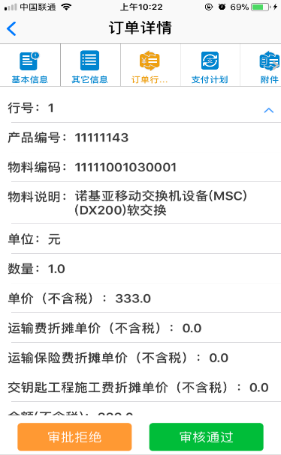 中国联通 上午10:22 69%
订单详情
基本信息 其它信息 订单行... 支付计划 附件
行号：1
产品编号：11111143
物料编码：11111001030001
物料说明：诺基亚移动交换机设备(MSC)
(DX200)软交换
单位：元
数量：1.0
单价（不含税）：333.0
运输费折摊单价（不含税）：0.0
运输保险费折摊单价（不含税）：0.0
交钥匙工程施工费折摊单价（不含税）：0.0
审批拒绝 审核通过